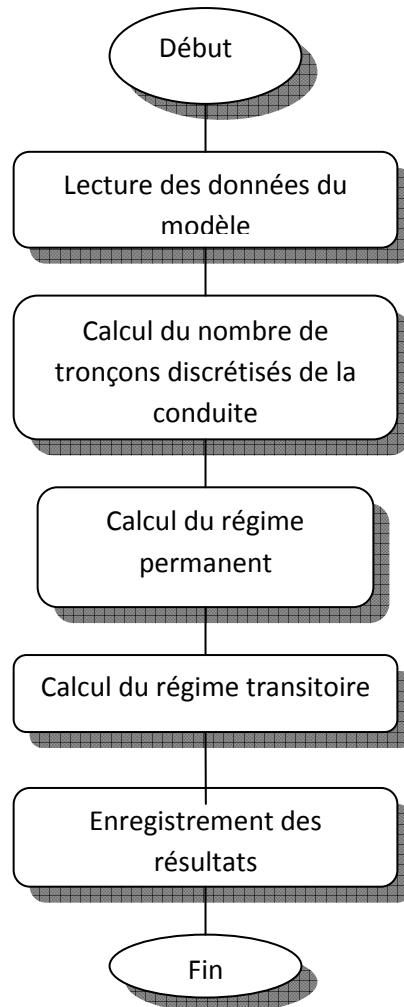 Début
Lecture des données du
modèle
Calcul du nombre de
tronçons discrétisés de la
conduite
Calcul du régime
permanent
Calcul du régime transitoire
Enregistrement des
résultats
Fin